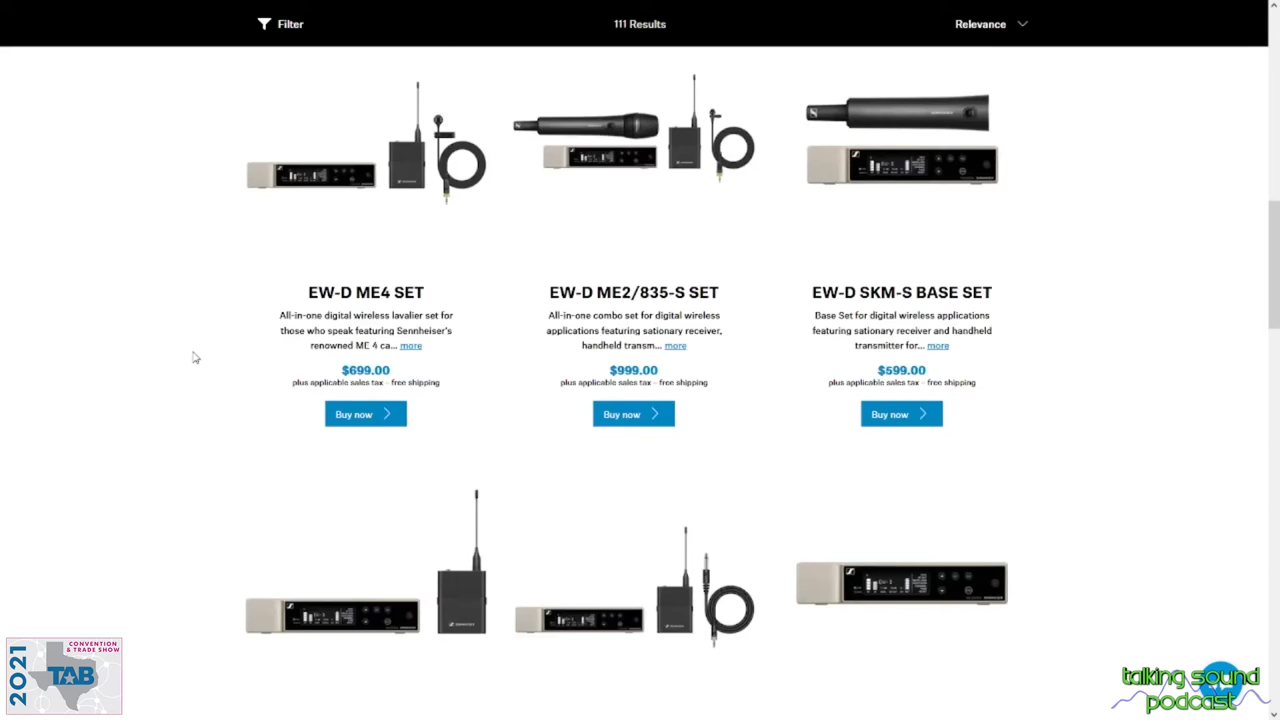 Filter
111 Results
Relevance
EW-D ME4 SET
All-in-one digital wireless lavalier set for
those who speak featuring Sennheiser's
renowned ME 4 ca... more
$699.00
plus applicable sales tax - free shipping
Buy now
EW-D ME2/835-S SET
All-in-one combo set for digital wireless
applications featuring sationary receiver,
handheld transm... more
$999.00
plus applicable sales tax - free shipping
Buy now
EW-D SKM-S BASE SET
Base Set for digital wireless applications
featuring sationary receiver and handheld
transmitter for... more
$599.00
plus applicable sales tax - free shipping
Buy now
2021
CONVENTION
& TRADE SHOW
TAB
talking sound
podcast